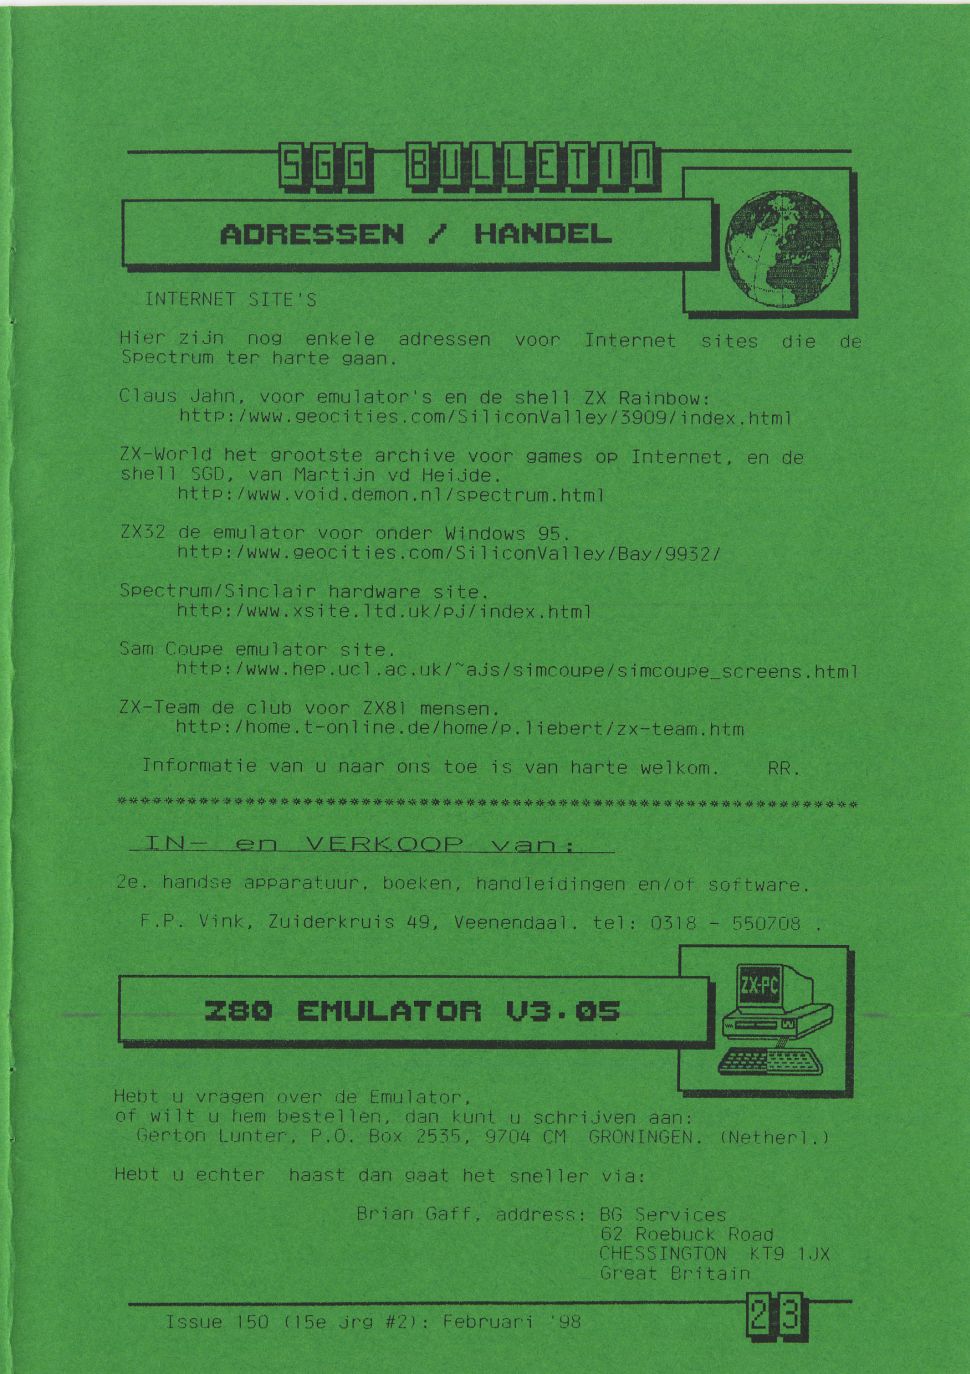 SGG BULLETIN
ADRESSEN / HANDEL
INTERNET SITE'S
Hier zijn nog enkele adressen voor Internet sites die de
Spectrum ter harte gaan.
Claus Jahn, voor emulator's en de shell ZX Rainbow:
http:/www.geocities.com/SiliconValley/3909/index.html
ZX-World het grootste archive voor games op Internet, en de
shell SGD, van Martijn vd Heijde.
http:/www.void.demon.nl/spectrum.html
ZX32 de emulator voor onder Windows 95.
http:/www.geocities.com/SiliconValley/Bay/9932/
Spectrum/Sinclair hardware site.
http:/www.xsite.ltd.uk/pj/index.html
Sam Coupe emulator site.
http:/www.hep.ucl.ac.uk/~ajs/simcoupe/simcoupe_screens.html
ZX-Team de club voor ZX81 mensen.
http:/home.t-online.de/home/p.liebert/zx-team.htm
Informatie van u naar ons toe is van harte welkom. RR.
****************************************************************
IN- en VERKOOP van:
2e. handse apparatuur, boeken, handleidingen en/of software.
F.P. Vink, Zuiderkruis 49, Veenendaal. tel: 0318 - 550708 .
ZX-PC
Z80 EMULATOR V3.05
Hebt u vragen over de Emulator,
of wilt u hem bestellen, dan kunt u schrijven aan:
Gerton Lunter, P.O. Box 2535, 9704 CM GRONINGEN. (Netherl.)
Hebt u echter haast dan gaat het sneller via:
Brian Gaff, address: BG Services
62 Roebuck Road
CHESSINGTON KT9 1JX
Great Britain
Issue 150 (15e jrg #2): Februari '98
23